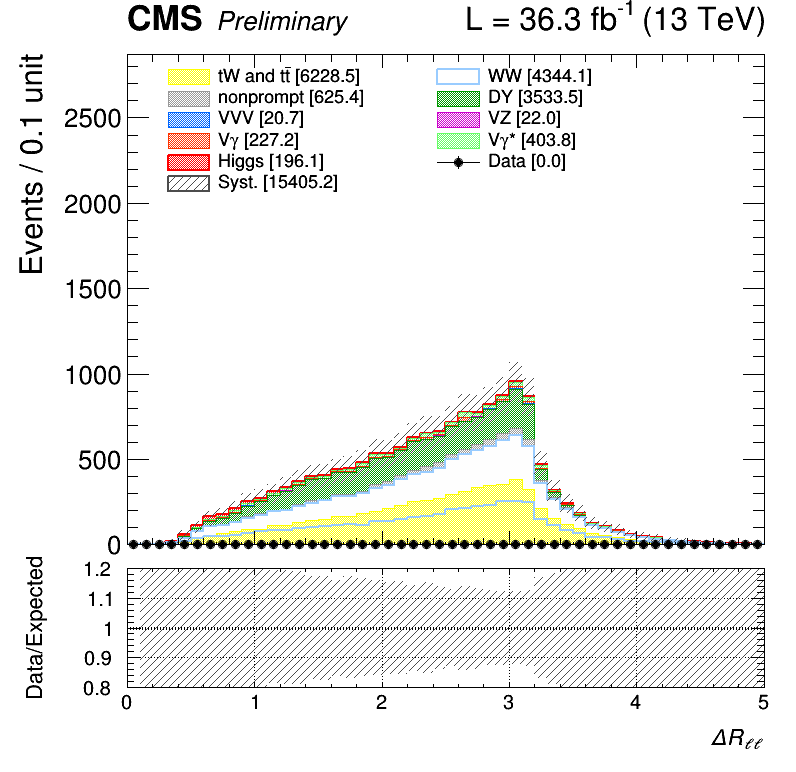 CMS Preliminary L = 36.3 fb⁻¹ (13 TeV)
Events / 0.1 unit
tW and tt̄ [6228.5] WW [4344.1]
nonprompt [625.4] DY [3533.5]
VVV [20.7] VZ [22.0]
Vγ [227.2] Vγ* [403.8]
Higgs [196.1] Data [0.0]
Syst. [15405.2]
2500
2000
1500
1000
500
0
Data/Expected
1.2
1.1
1
0.9
0.8
0 1 2 3 4 5
ΔRℓℓ